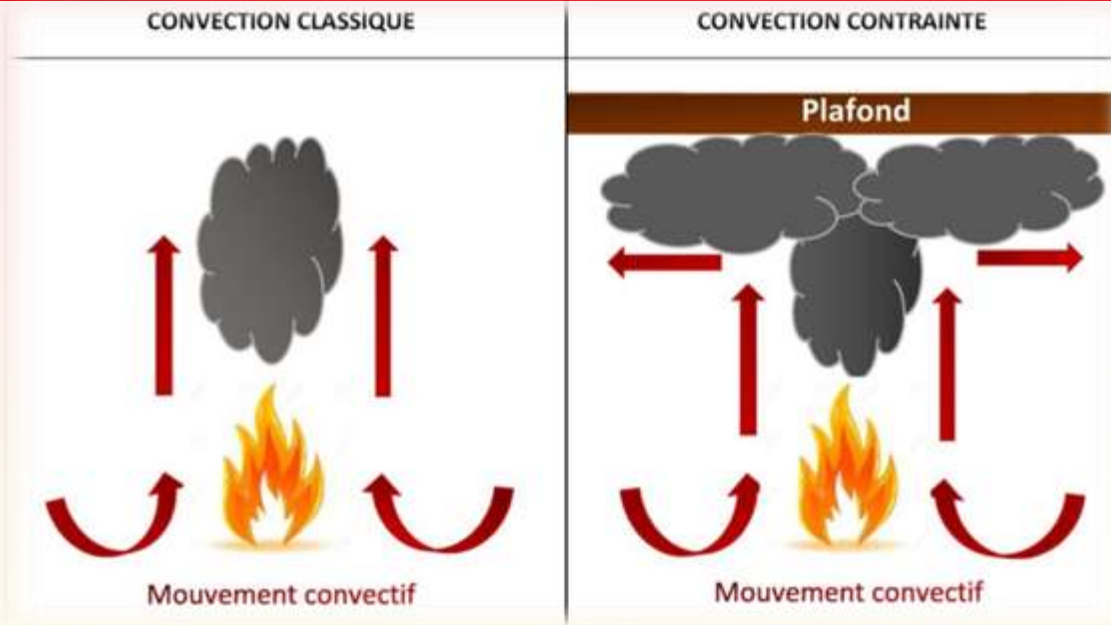 CONVECTION CLASSIQUE
CONVECTION CONTRAINTE
Plafond
Mouvement convectif
Mouvement convectif